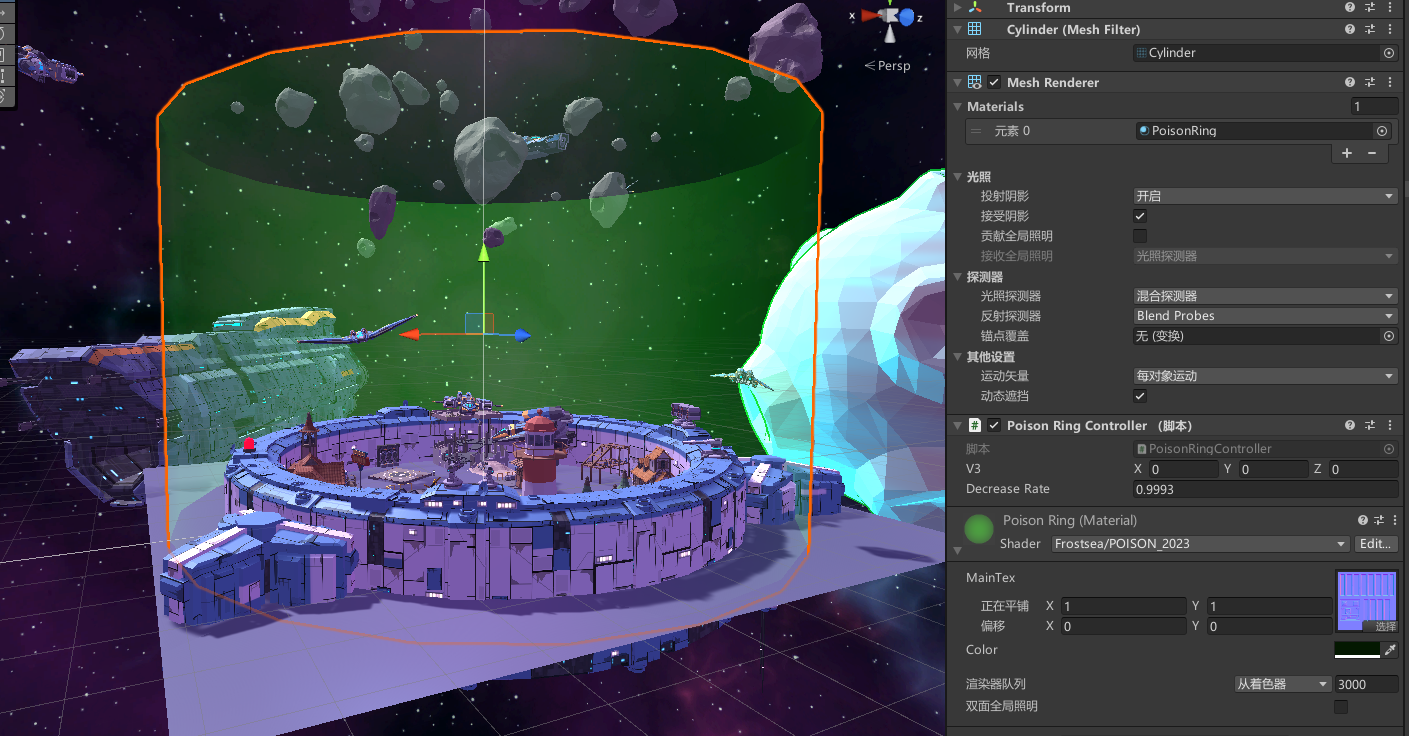 x
z
Persp
Transform
Cylinder (Mesh Filter)
网格 Cylinder
Mesh Renderer
Materials 1
元素 0 PoisonRing
光照
投射阴影 开启
接受阴影
贡献全局照明
接收全局照明 光照探测器
探测器
光照探测器 混合探测器
反射探测器 Blend Probes
锚点覆盖 无 (变换)
其他设置
运动矢量 每对象运动
动态遮挡
# Poison Ring Controller （脚本）
脚本 # PoisonRingController
V3 X 0 Y 0 Z 0
Decrease Rate 0.9993
Poison Ring (Material)
Shader Frostsea/POISON_2023 Edit...
MainTex
正在平铺 X 1 Y 1
偏移 X 0 Y 0
选择
Color
渲染器队列 从着色器 3000
双面全局照明